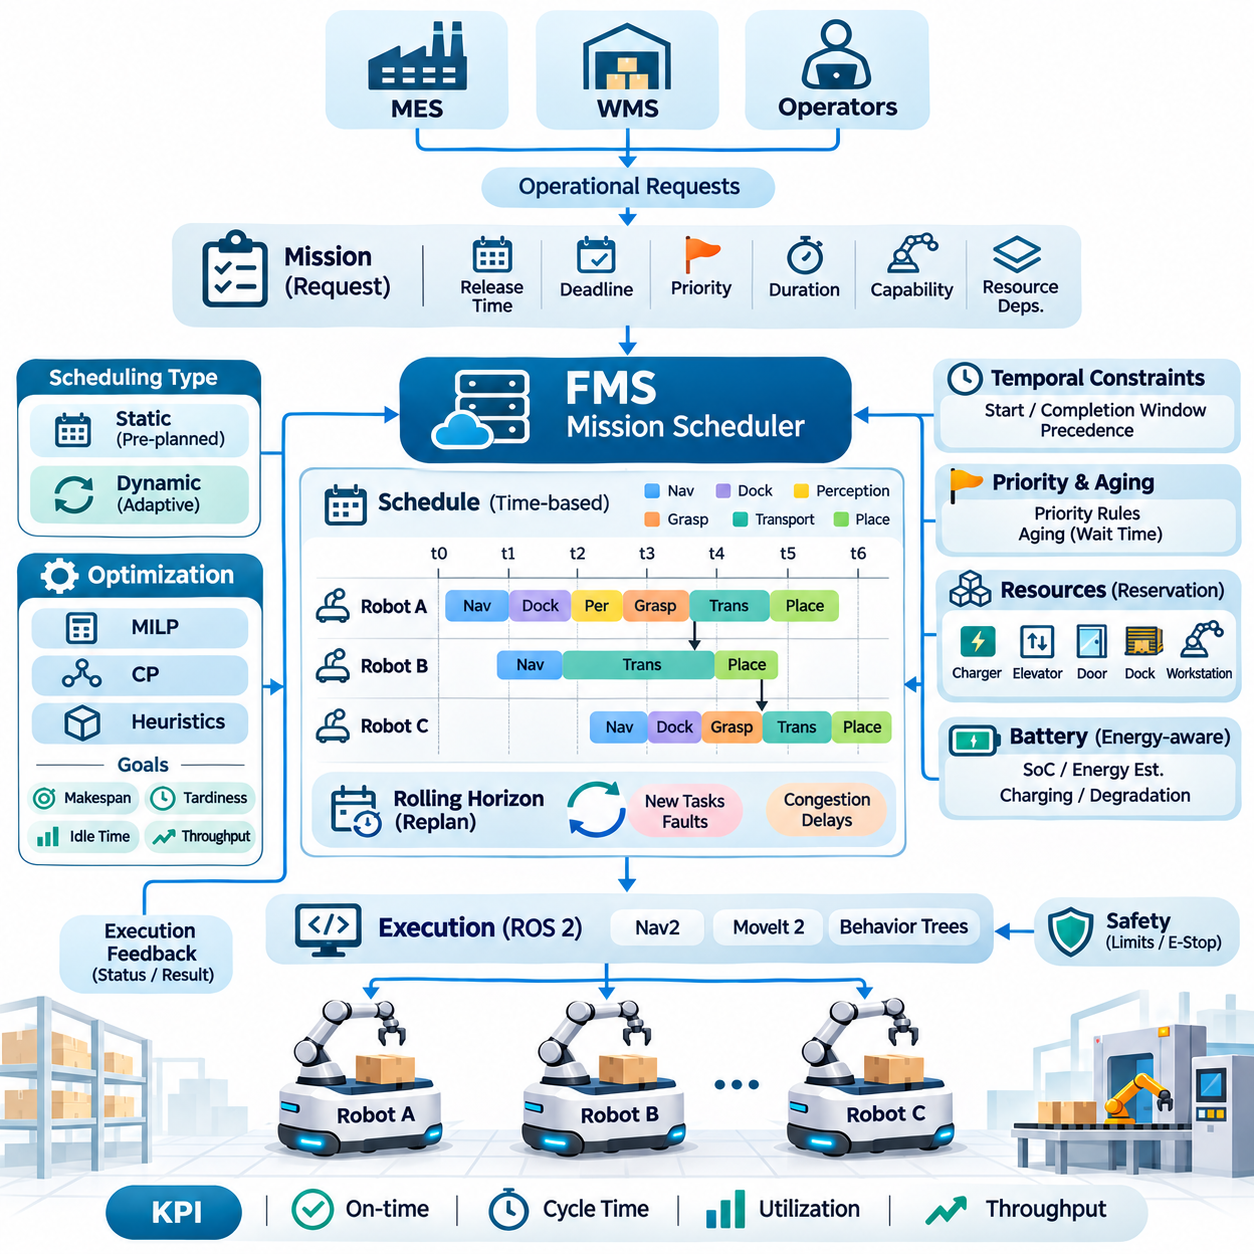 MES
WMS
Operators
Operational Requests
Mission
(Request)
Release
Time
Deadline
Priority
Duration
Capability
Resource
Deps.
Scheduling Type
Static
(Pre-planned)
Dynamic
(Adaptive)
Optimization
MILP
CP
Heuristics
Goals
Makespan
Tardiness
Idle Time
Throughput
FMS
Mission Scheduler
Schedule (Time-based)
Nav
Dock
Perception
Grasp
Transport
Place
t0 t1 t2 t3 t4 t5 t6
Robot A
Nav Dock Per Grasp Trans Place
Robot B
Nav Trans Place
Robot C
Nav Dock Grasp Trans Place
Rolling Horizon
(Replan)
New Tasks
Faults
Congestion
Delays
Temporal Constraints
Start / Completion Window
Precedence
Priority & Aging
Priority Rules
Aging (Wait Time)
Resources (Reservation)
Charger
Elevator
Door
Dock
Workstation
Battery (Energy-aware)
SoC / Energy Est.
Charging / Degradation
Execution
Feedback
(Status / Result)
Execution (ROS 2)
Nav2
MoveIt 2
Behavior Trees
Safety
(Limits / E-Stop)
Robot A
Robot B
Robot C
KPI
On-time
Cycle Time
Utilization
Throughput